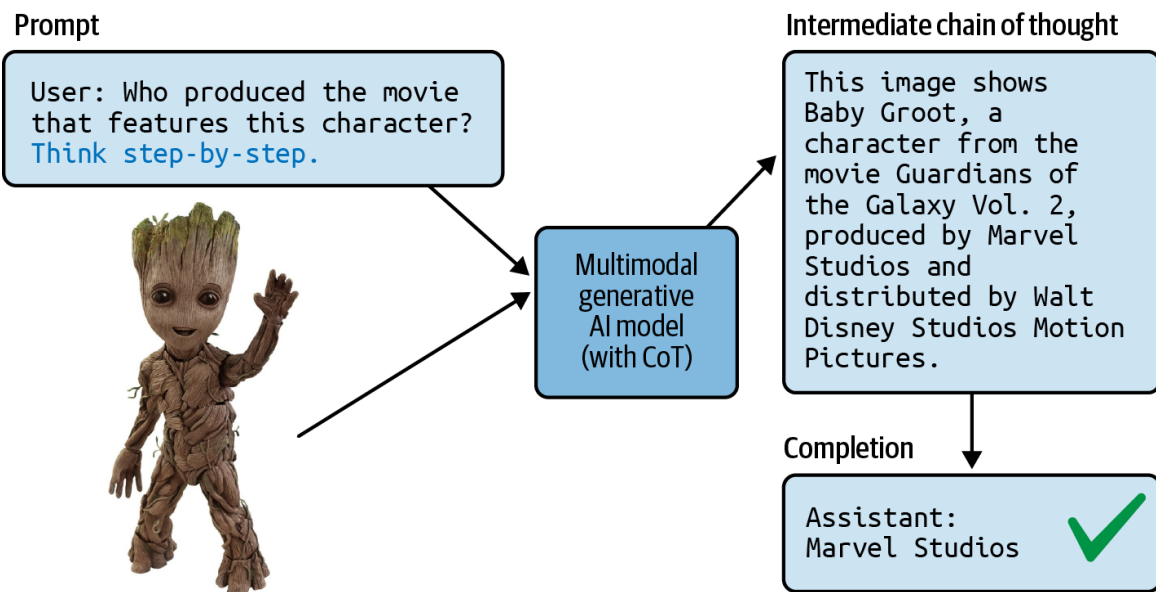 Prompt
User: Who produced the movie
that features this character?
Think step-by-step.
Multimodal
generative
AI model
(with CoT)
Intermediate chain of thought
This image shows
Baby Groot, a
character from the
movie Guardians of
the Galaxy Vol. 2,
produced by Marvel
Studios and
distributed by Walt
Disney Studios Motion
Pictures.
Completion
Assistant:
Marvel Studios